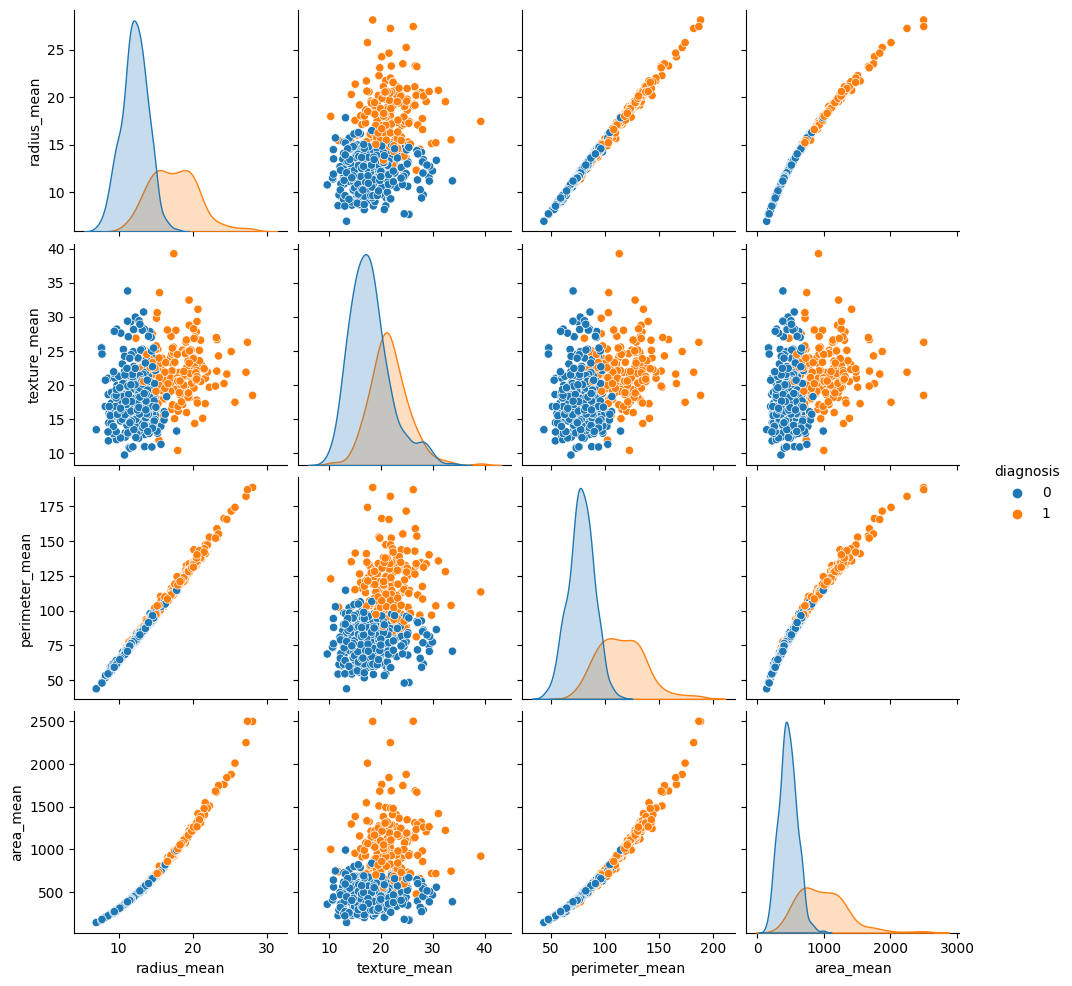 radius_mean
25
20
15
10
texture_mean
40
35
30
25
20
15
10
diagnosis
0
1
perimeter_mean
175
150
125
100
75
50
area_mean
2500
2000
1500
1000
500
10 20 30
20 30 40
10
50 100 150 200
0 1000 2000 3000
radius_mean texture_mean perimeter_mean area_mean